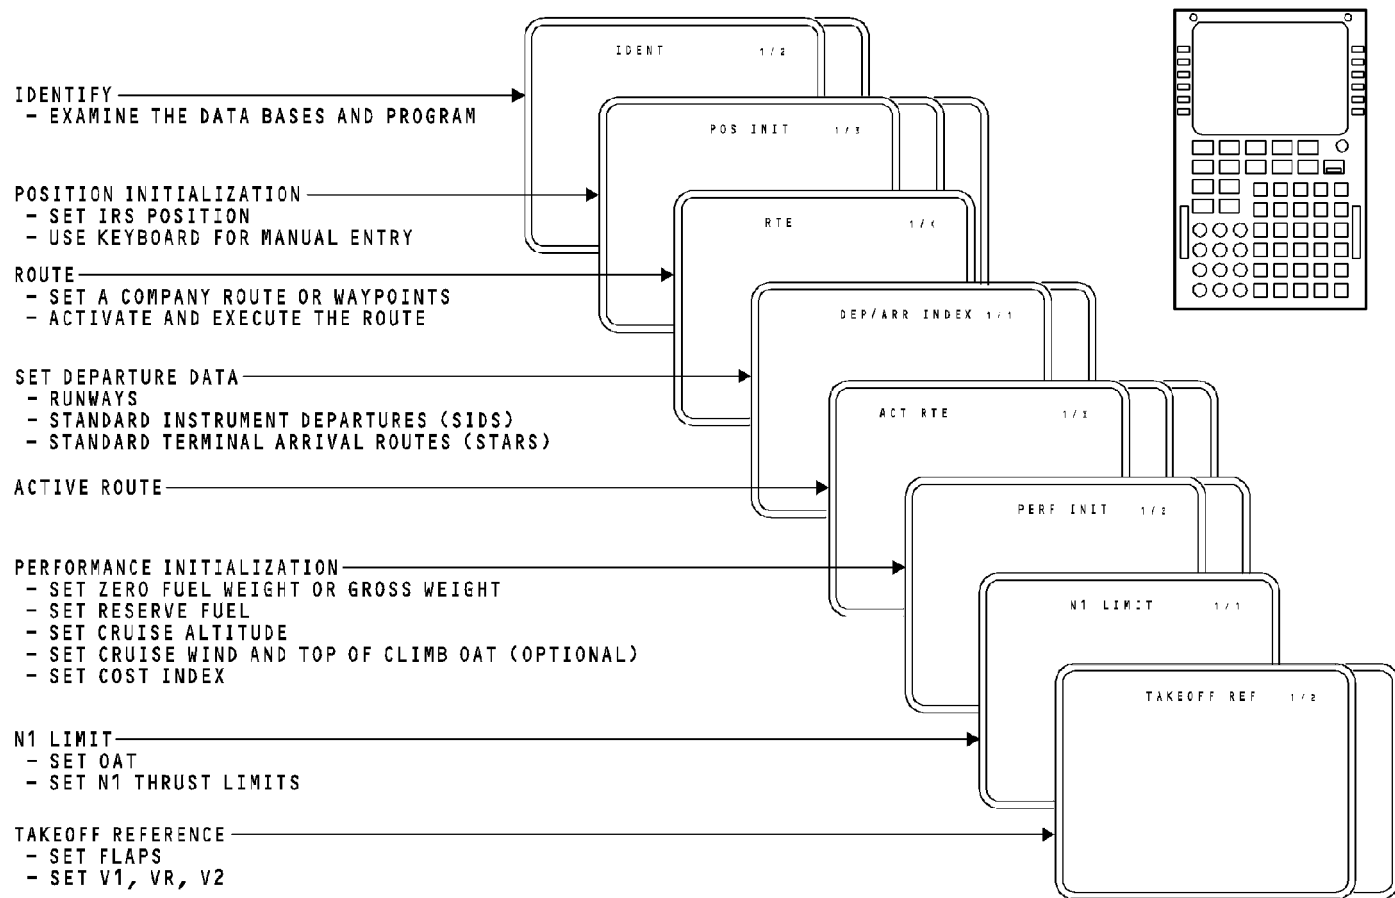 IDENT 1/2
IDENTIFY
- EXAMINE THE DATA BASES AND PROGRAM
POS INIT 1/3
POSITION INITIALIZATION
- SET IRS POSITION
- USE KEYBOARD FOR MANUAL ENTRY
RTE
ROUTE
- SET A COMPANY ROUTE OR WAYPOINTS
- ACTIVATE AND EXECUTE THE ROUTE
DEP/ARR INDEX 1/1
SET DEPARTURE DATA
- RUNWAYS
- STANDARD INSTRUMENT DEPARTURES (SIDS)
- STANDARD TERMINAL ARRIVAL ROUTES (STARS)
ACT RTE
ACTIVE ROUTE
PERF INIT 1/2
PERFORMANCE INITIALIZATION
- SET ZERO FUEL WEIGHT OR GROSS WEIGHT
- SET RESERVE FUEL
- SET CRUISE ALTITUDE
- SET CRUISE WIND AND TOP OF CLIMB OAT (OPTIONAL)
- SET COST INDEX
N1 LIMIT 1/1
N1 LIMIT
- SET OAT
- SET N1 THRUST LIMITS
TAKEOFF REF 1/2
TAKEOFF REFERENCE
- SET FLAPS
- SET V1, VR, V2